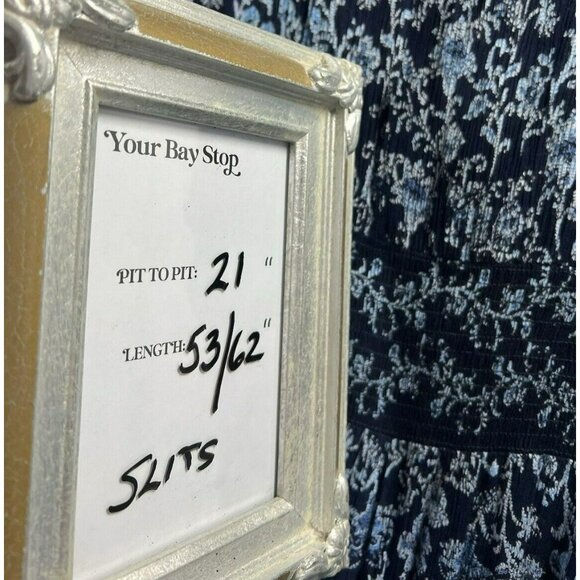 Your Bay Stop
PIT TO PIT: 21 "
LENGTH: 53/62"
SLITS